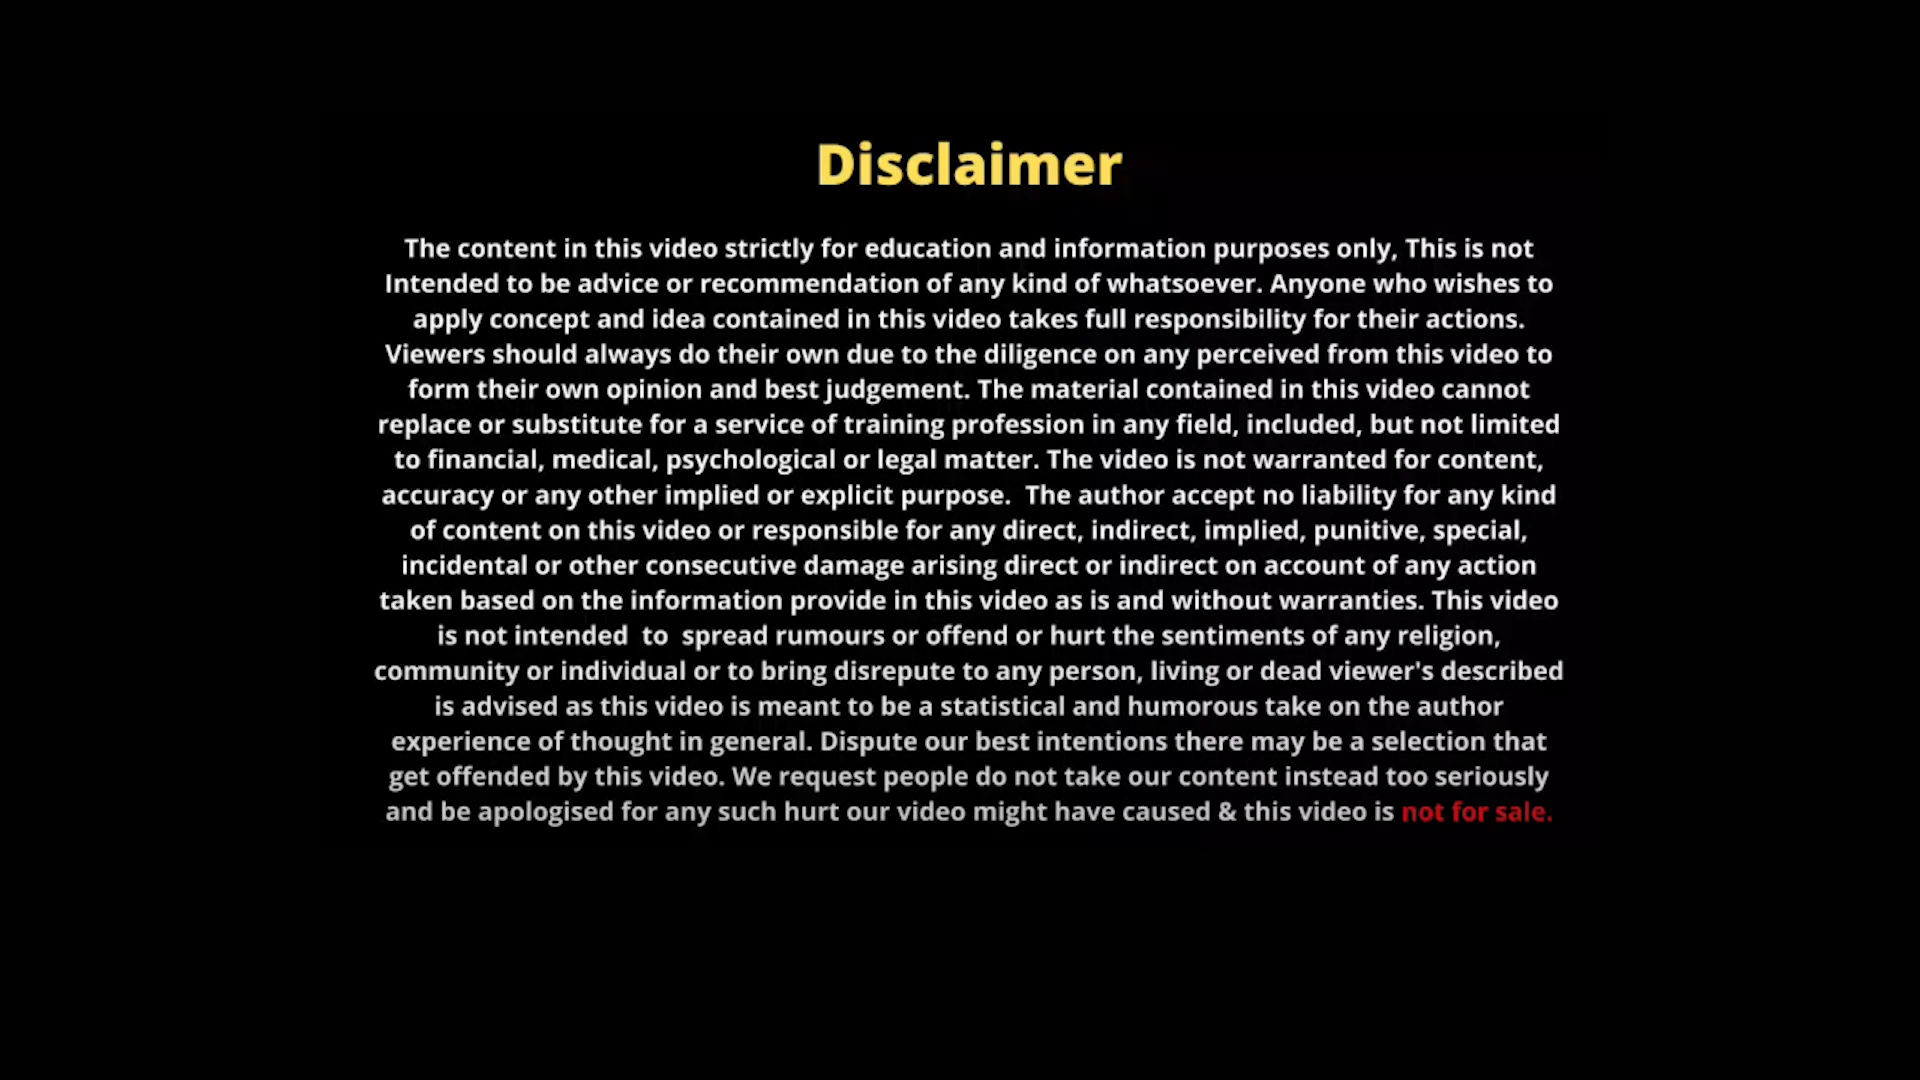 Disclaimer
The content in this video strictly for education and information purposes only, This is not
Intended to be advice or recommendation of any kind of whatsoever. Anyone who wishes to
apply concept and idea contained in this video takes full responsibility for their actions.
Viewers should always do their own due to the diligence on any perceived from this video to
form their own opinion and best judgement. The material contained in this video cannot
replace or substitute for a service of training profession in any field, included, but not limited
to financial, medical, psychological or legal matter. The video is not warranted for content,
accuracy or any other implied or explicit purpose.  The author accept no liability for any kind
of content on this video or responsible for any direct, indirect, implied, punitive, special,
incidental or other consecutive damage arising direct or indirect on account of any action
taken based on the information provide in this video as is and without warranties. This video
is not intended  to  spread rumours or offend or hurt the sentiments of any religion,
community or individual or to bring disrepute to any person, living or dead viewer's described
is advised as this video is meant to be a statistical and humorous take on the author
experience of thought in general. Dispute our best intentions there may be a selection that
get offended by this video. We request people do not take our content instead too seriously
and be apologised for any such hurt our video might have caused & this video is not for sale.